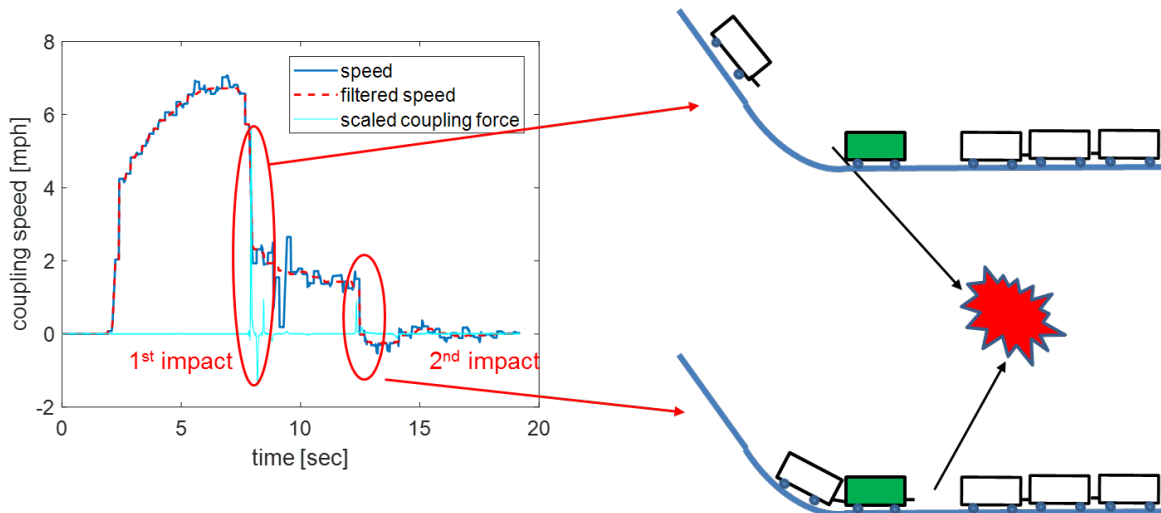 8
6
4
2
0
-2
coupling speed [mph]
speed
filtered speed
scaled coupling force
1st impact
2nd impact
0
5
10
15
20
time [sec]